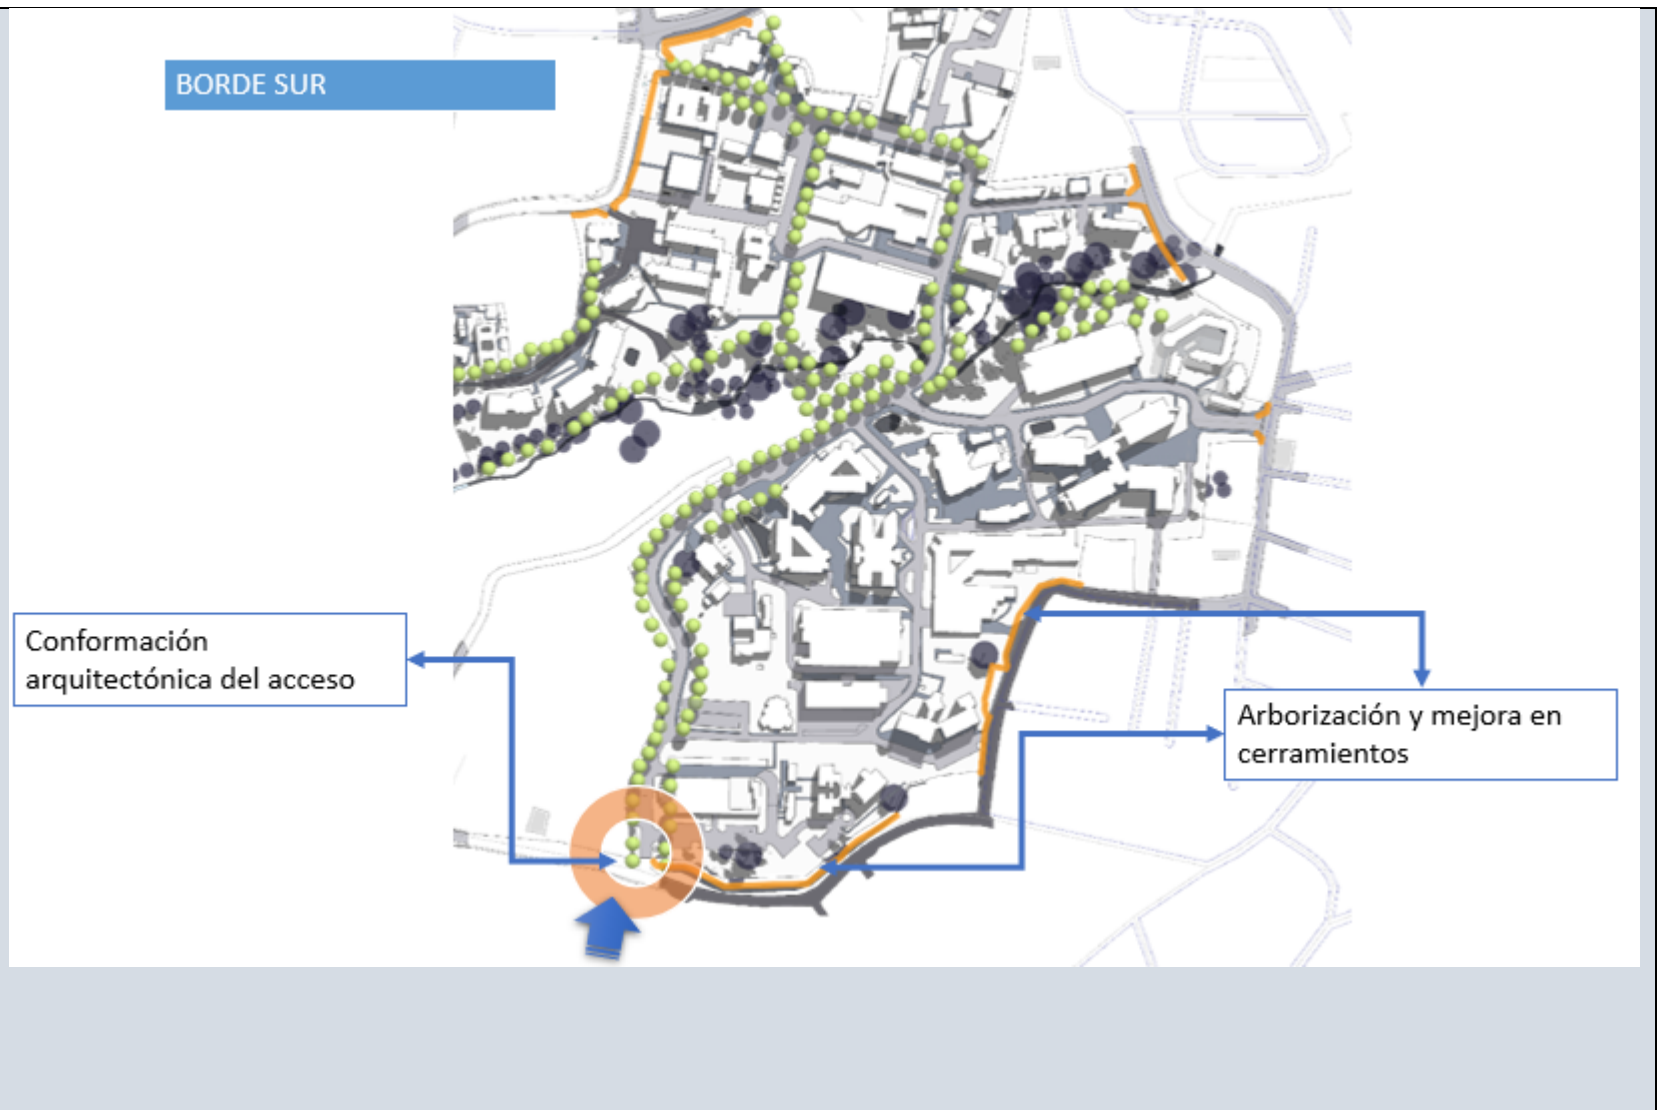 BORDE SUR
Conformación
arquitectónica del acceso
Arborización y mejora en
cerramientos